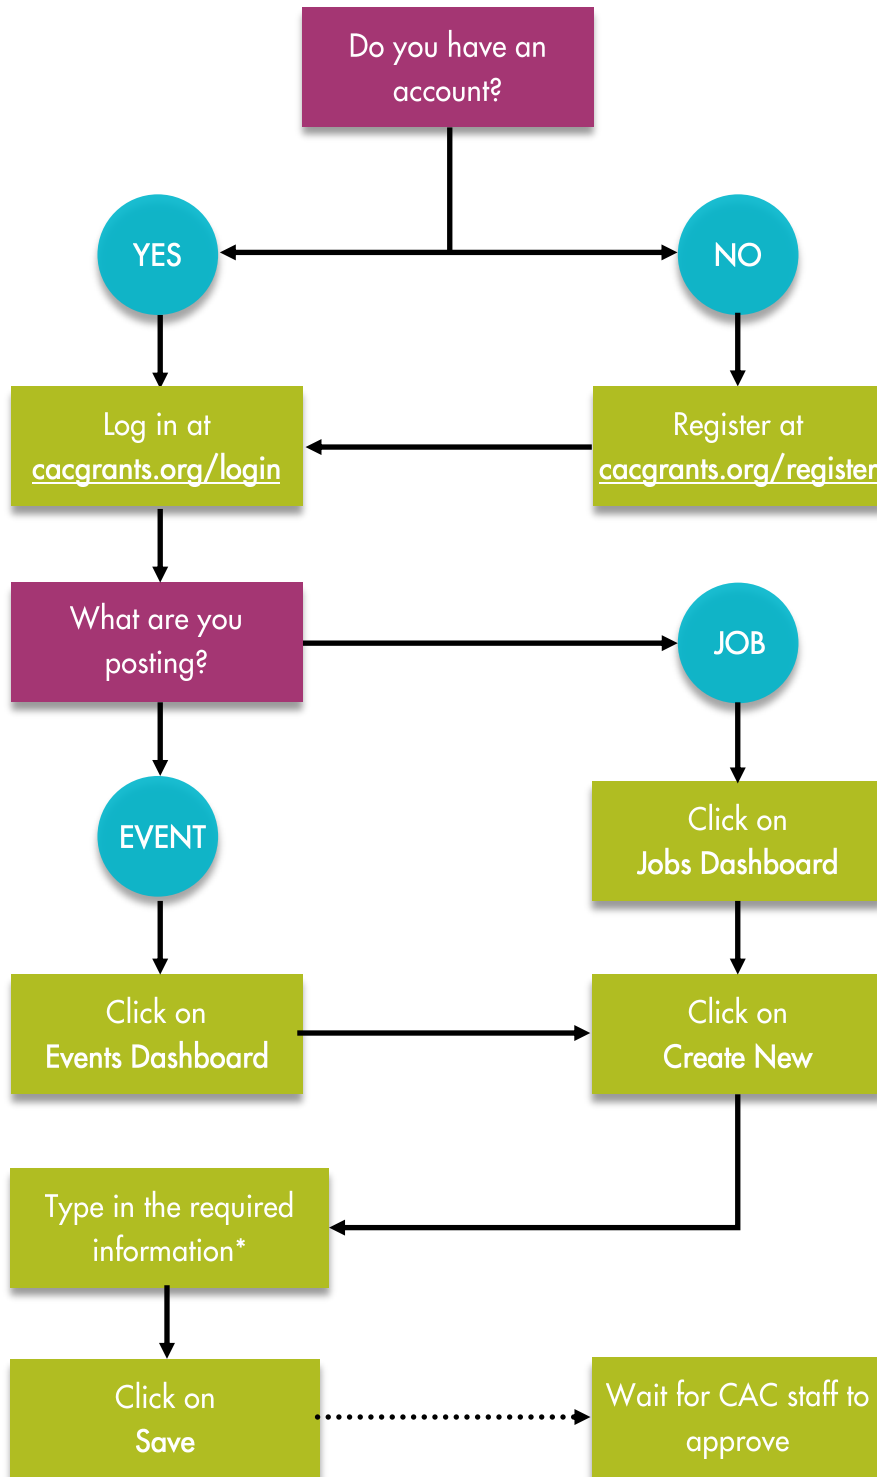 Do you have an
account?
YES
NO
Log in at
cacgrants.org/login
Register at
cacgrants.org/register
What are you
posting?
JOB
EVENT
Click on
Jobs Dashboard
Click on
Events Dashboard
Click on
Create New
Type in the required
information*
Click on
Save
Wait for CAC staff to
approve